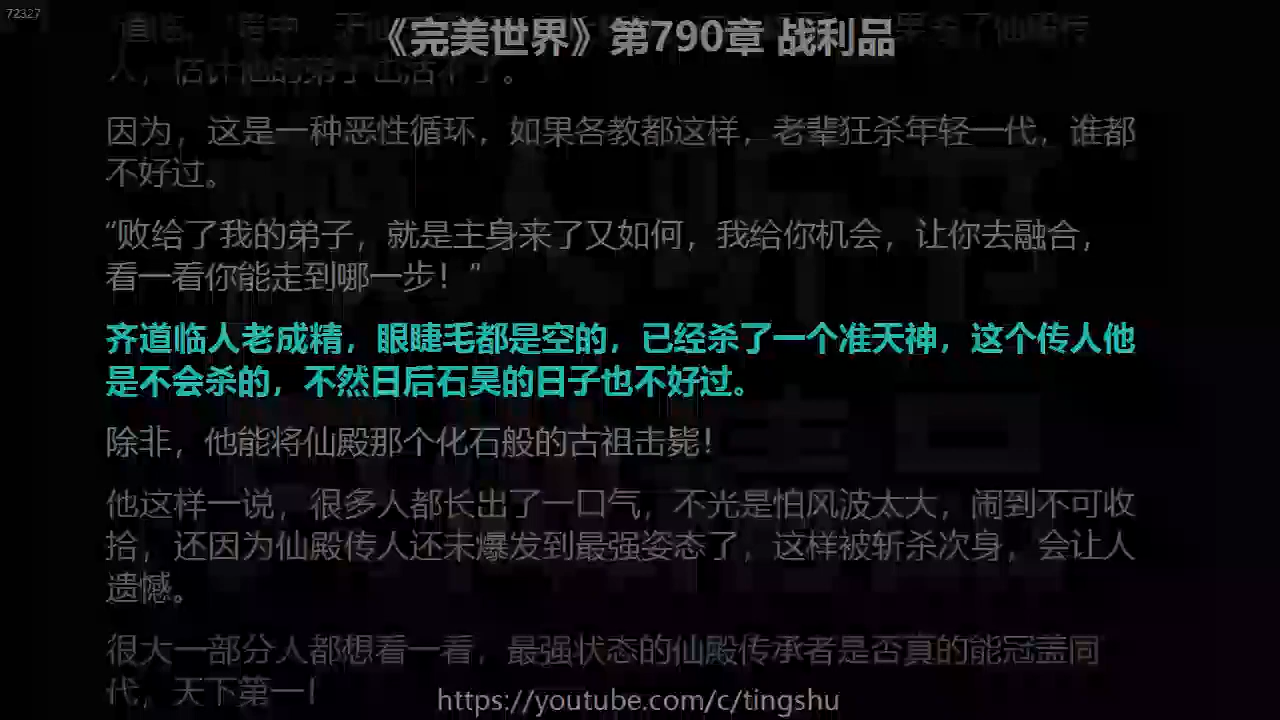 72327
《完美世界》第790章 战利品
人，估计他的弟子也活不了。
因为，这是一种恶性循环，如果各教都这样，老辈狂杀年轻一代，谁都
不好过。
“败给了我的弟子，就是主身来了又如何，我给你机会，让你去融合，
看一看你能走到哪一步！”
齐道临人老成精，眼睫毛都是空的，已经杀了一个准天神，这个传人他
是不会杀的，不然日后石昊的日子也不好过。
除非，他能将仙殿那个化石般的古祖击毙！
他这样一说，很多人都长出了一口气，不光是怕风波太大，闹到不可收
拾，还因为仙殿传人还未爆发到最强姿态了，这样被斩杀次身，会让人
遗憾。
很大一部分人都想看一看，最强状态的仙殿传承者是否真的能冠盖同
代，天下第一！
https://youtube.com/c/tingshu